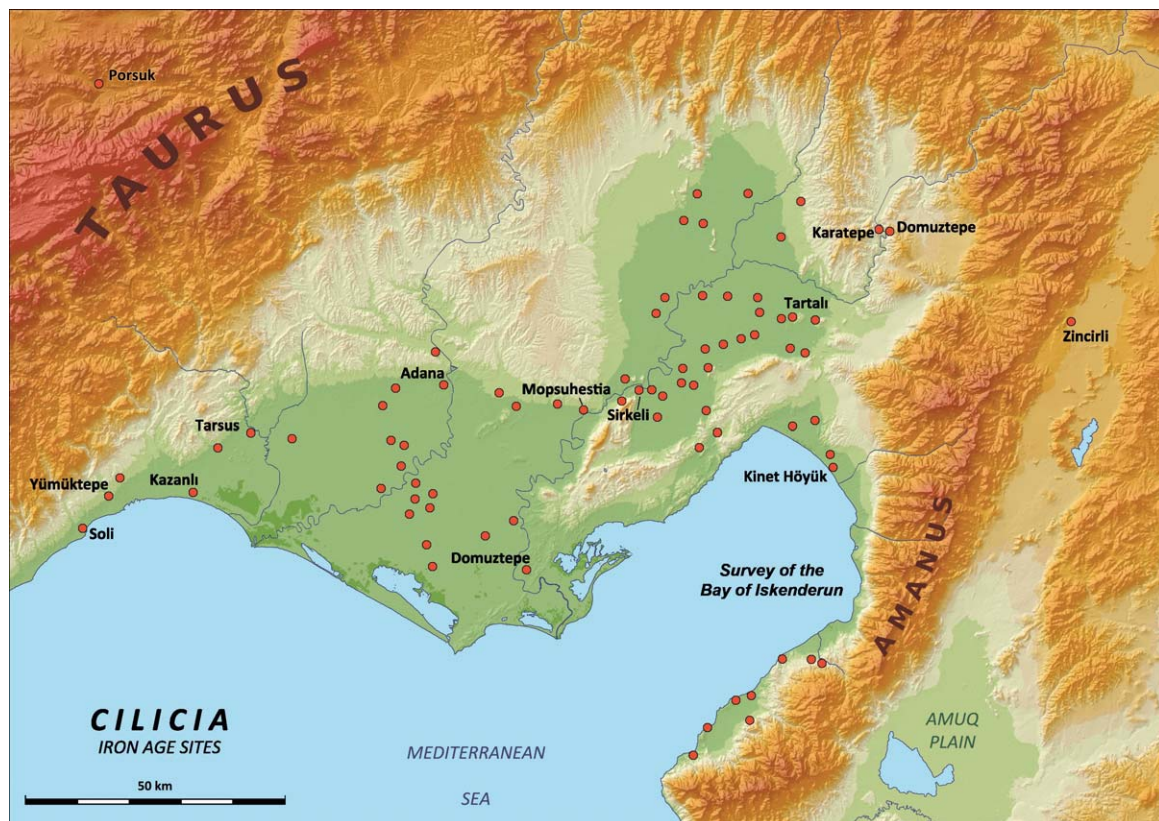 Porsuk
TAURUS
Karatepe
Domuztepe
Tartalı
Zincirli
Adana
Mopsuhestia
Sirkeli
Tarsus
Yümüktepe
Kazanlı
Kinet Höyük
Soli
Domuztepe
Survey of the
Bay of Iskenderun
AMANUS
CILICIA
IRON AGE SITES
MEDITERRANEAN
SEA
AMUQ
PLAIN
50 km